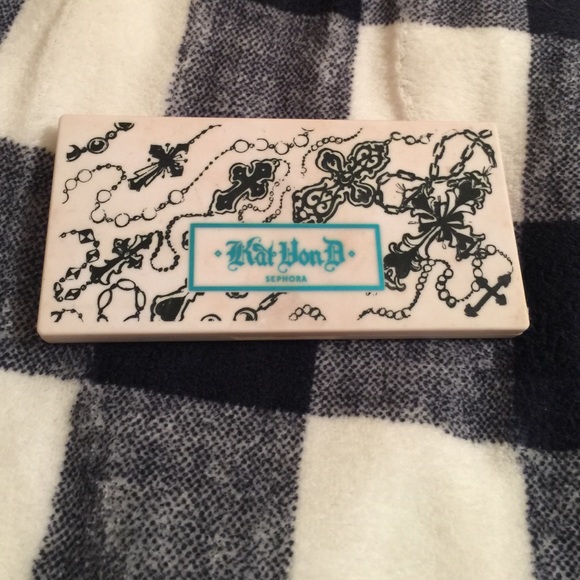 · Kat Von D ·
SEPHORA